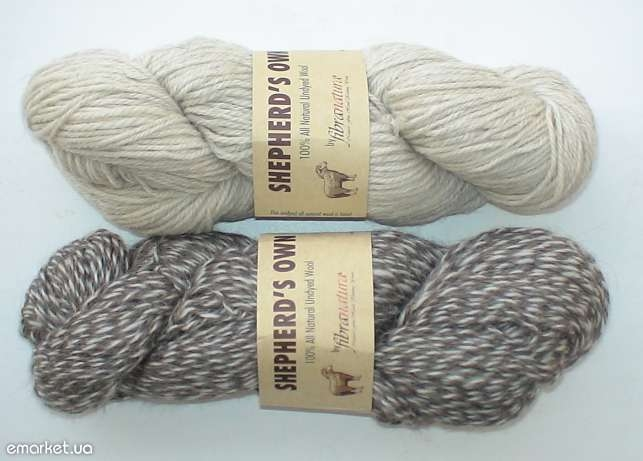 SHEPHERD'S OWN
100% All Natural Undyed Wool
by fibranatura
SHEPHERD'S OWN
100% All Natural Undyed Wool
by fibranatura
emarket.ua